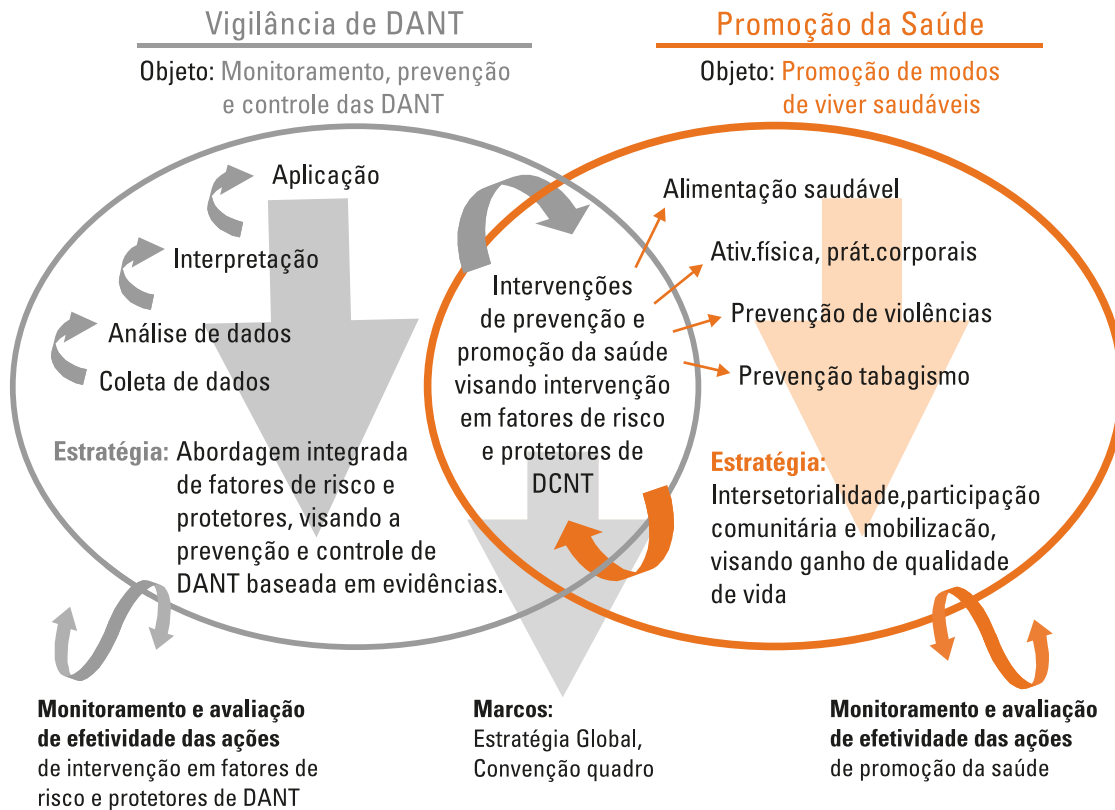 Vigilância de DANT
Objeto: Monitoramento, prevenção
e controle das DANT
Promoção da Saúde
Objeto: Promoção de modos
de viver saudáveis
Aplicação
Interpretação
Análise de dados
Coleta de dados
Estratégia: Abordagem integrada
de fatores de risco e
protetores, visando a
prevenção e controle de
DANT baseada em evidências.
Intervenções
de prevenção e
promoção da saúde
visando intervenção
em fatores de risco
e protetores de
DCNT
Alimentação saudável
Ativ.física, prát.corporais
Prevenção de violências
Prevenção tabagismo
Estratégia:
Intersetorialidade,participação
comunitária e mobilizacão,
visando ganho de qualidade
de vida
Monitoramento e avaliação
de efetividade das ações
de intervenção em fatores de
risco e protetores de DANT
Marcos:
Estratégia Global,
Convenção quadro
Monitoramento e avaliação
de efetividade das ações
de promoção da saúde